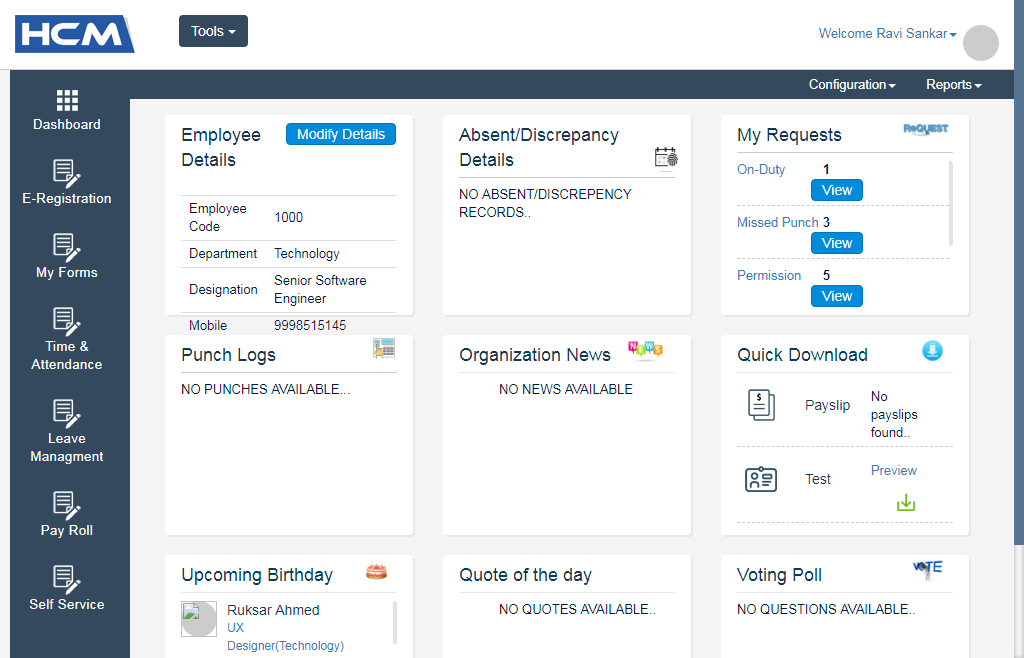 HCM
Tools
Welcome Ravi Sankar
Configuration
Reports
Dashboard
E-Registration
My Forms
Time &
Attendance
Leave
Managment
Pay Roll
Self Service
Employee
Details
Modify Details
Employee
Code
1000
Department
Technology
Designation
Senior Software
Engineer
Mobile
9998515145
Absent/Discrepancy
Details
NO ABSENT/DISCREPENCY
RECORDS..
My Requests
ReQUEST
On-Duty
1
View
Missed Punch
3
View
Permission
5
View
Punch Logs
NO PUNCHES AVAILABLE...
Organization News
NEWS
NO NEWS AVAILABLE
Quick Download
$
Payslip
No
payslips
found..
Test
Preview
Upcoming Birthday
Ruksar Ahmed
UX
Designer(Technology)
Quote of the day
NO QUOTES AVAILABLE..
Voting Poll
VOTE
NO QUESTIONS AVAILABLE..